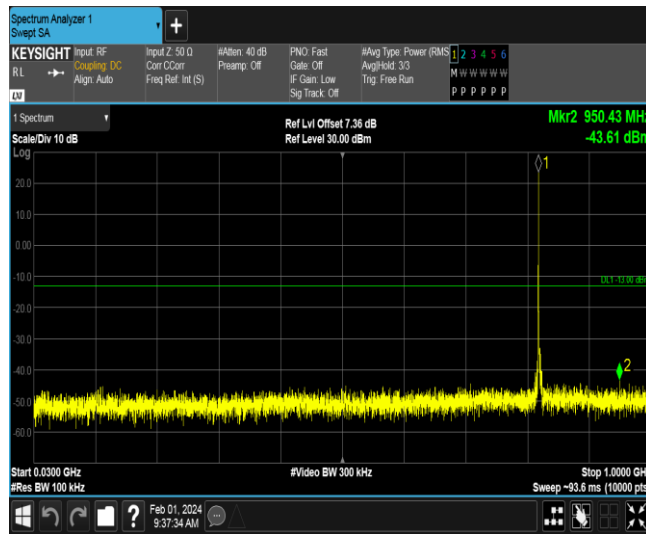 Spectrum Analyzer 1
Swept SA
KEYSIGHT
RL
LXI
Input: RF
Coupling: DC
Align: Auto
Input Z: 50 Ω
Corr CCorr
Freq Ref: Int (S)
#Atten: 40 dB
Preamp: Off
PNO: Fast
Gate: Off
IF Gain: Low
Sig Track: Off
#Avg Type: Power (RMS
Avg|Hold: 3/3
Trig: Free Run
1 2 3 4 5 6
M W W W W W
P P P P P P
1 Spectrum
Scale/Div 10 dB
Log
Ref Lvl Offset 7.36 dB
Ref Level 30.00 dBm
Mkr2 950.43 MHz
-43.61 dBm
1
20.0
10.0
0.00
-10.0
DL1 -13.00 dBm
-20.0
-30.0
-40.0
2
-50.0
-60.0
Start 0.0300 GHz
#Res BW 100 kHz
#Video BW 300 kHz
Stop 1.0000 GH
Sweep ~93.6 ms (10000 pts
?
Feb 01, 2024
9:37:34 AM